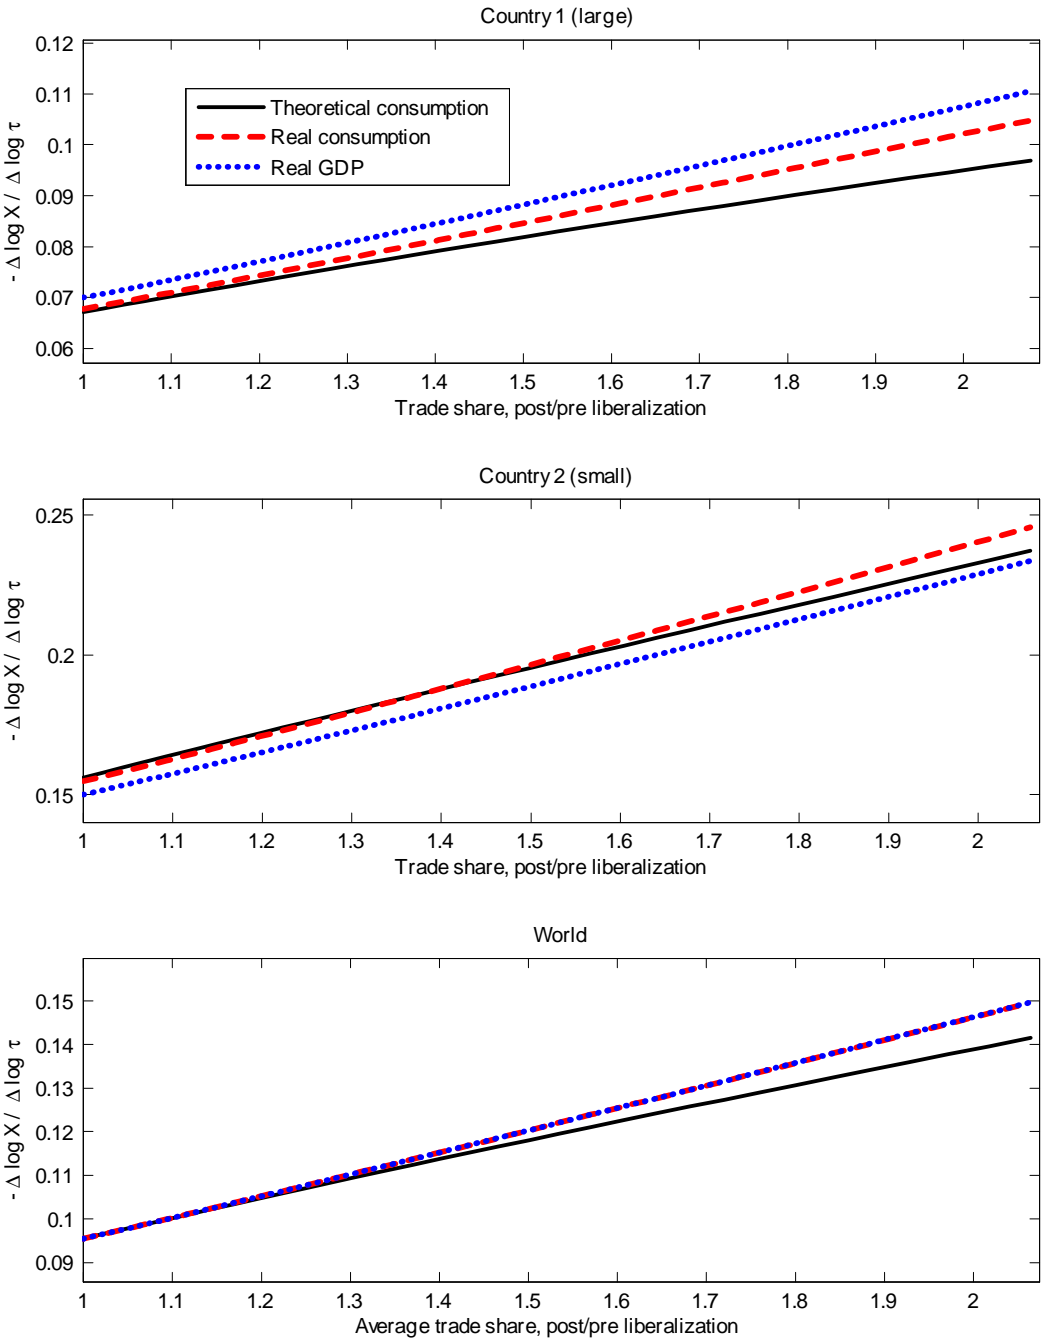 Country 1 (large)
0.12
0.11
0.1
0.09
0.08
0.07
0.06
- Δ log X / Δ log τ
Theoretical consumption
Real consumption
Real GDP
1 1.1 1.2 1.3 1.4 1.5 1.6 1.7 1.8 1.9 2
Trade share, post/pre liberalization
Country 2 (small)
0.25
0.2
0.15
- Δ log X / Δ log τ
1 1.1 1.2 1.3 1.4 1.5 1.6 1.7 1.8 1.9 2
Trade share, post/pre liberalization
World
0.15
0.14
0.13
0.12
0.11
0.1
0.09
- Δ log X / Δ log τ
1 1.1 1.2 1.3 1.4 1.5 1.6 1.7 1.8 1.9 2
Average trade share, post/pre liberalization